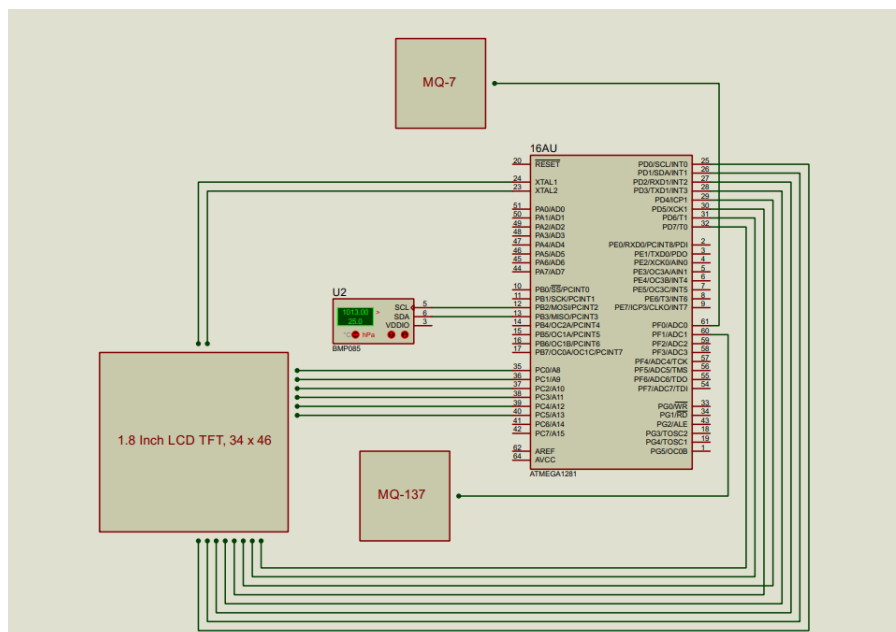 MQ-7
16AU
20 RESET
24 XTAL1
23 XTAL2
51 PA0/AD0
50 PA1/AD1
49 PA2/AD2
48 PA3/AD3
47 PA4/AD4
46 PA5/AD5
45 PA6/AD6
44 PA7/AD7
10 PB0/SS/PCINT0
11 PB1/SCK/PCINT1
12 PB2/MOSI/PCINT2
13 PB3/MISO/PCINT3
14 PB4/OC2A/PCINT4
15 PB5/OC1A/PCINT5
16 PB6/OC1B/PCINT6
17 PB7/OC0A/OC1C/PCINT7
35 PC0/A8
36 PC1/A9
37 PC2/A10
38 PC3/A11
39 PC4/A12
40 PC5/A13
41 PC6/A14
42 PC7/A15
62 AREF
64 AVCC
PD0/SCL/INT0 25
PD1/SDA/INT1 26
PD2/RXD1/INT2 27
PD3/TXD1/INT3 28
PD4/ICP1 29
PD5/XCK1 30
PD6/T1 31
PD7/T0 32
PE0/RXD0/PCINT8/PDI 2
PE1/TXD0/PDO 3
PE2/XCK0/AIN0 4
PE3/OC3A/AIN1 5
PE4/OC3B/INT4 6
PE5/OC3C/INT5 7
PE6/T3/INT6 8
PE7/ICP3/CLKO/INT7 9
PF0/ADC0 61
PF1/ADC1 60
PF2/ADC2 59
PF3/ADC3 58
PF4/ADC4/TCK 57
PF5/ADC5/TMS 56
PF6/ADC6/TDO 55
PF7/ADC7/TDI 54
PG0/WR 33
PG1/RD 34
PG2/ALE 43
PG3/TOSC2 18
PG4/TOSC1 19
PG5/OC0B 1
ATMEGA1281
U2
1013.00 >
25.0
°C hPa
SCL 5
SDA 6
VDDIO 3
BMP085
1.8 Inch LCD TFT, 34 x 46
MQ-137